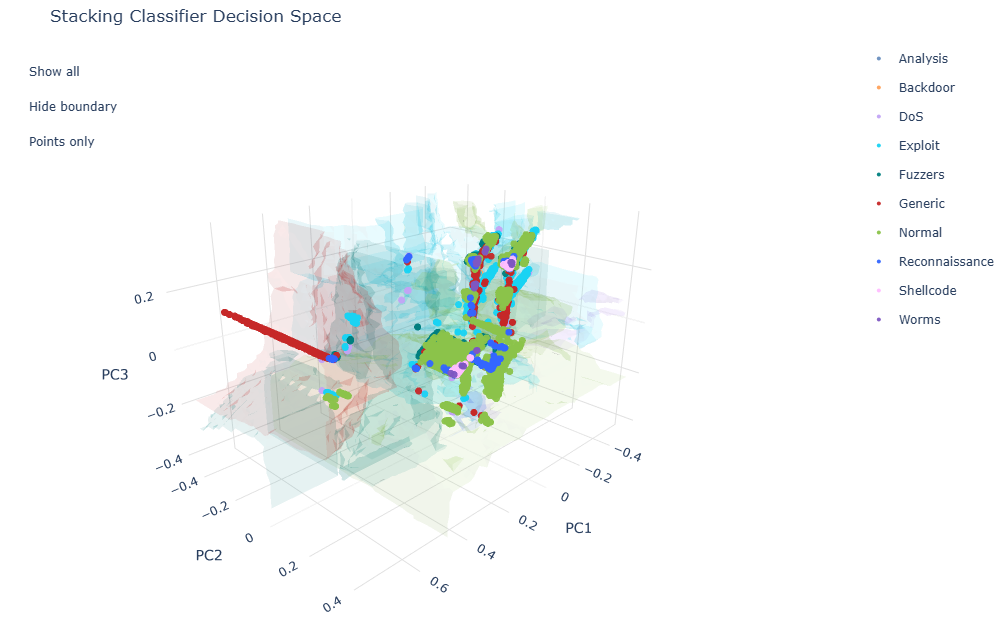 Stacking Classifier Decision Space
Show all
Hide boundary
Points only
Analysis
Backdoor
DoS
Exploit
Fuzzers
Generic
Normal
Reconnaissance
Shellcode
Worms
PC3
0.2
0
−0.2
−0.4
PC2
−0.4
−0.2
0
0.2
0.4
PC1
−0.4
−0.2
0
0.2
0.4
0.6